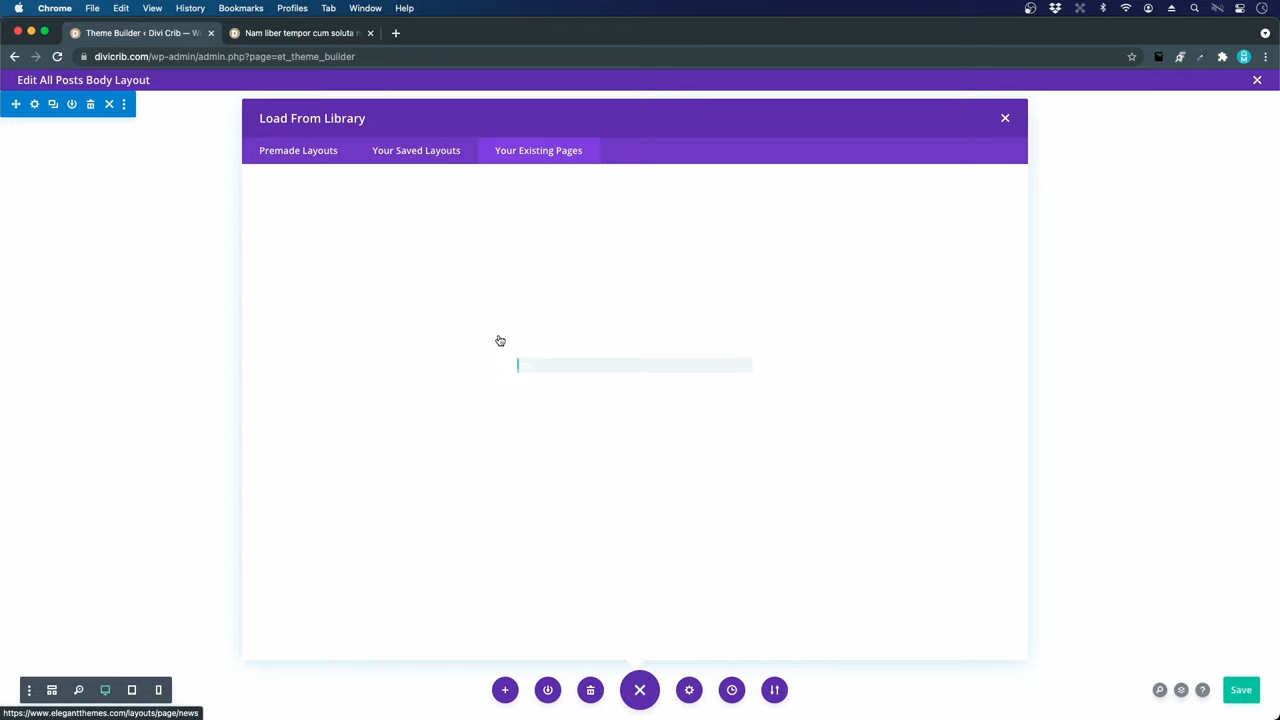 Chrome File Edit View History Bookmarks Profiles Tab Window Help
Theme Builder ‹ Divi Crib — W
Nam liber tempor cum soluta n
divicrib.com/wp-admin/admin.php?page=et_theme_builder
Edit All Posts Body Layout
Load From Library
Premade Layouts
Your Saved Layouts
Your Existing Pages
Save
https://www.elegantthemes.com/layouts/page/news